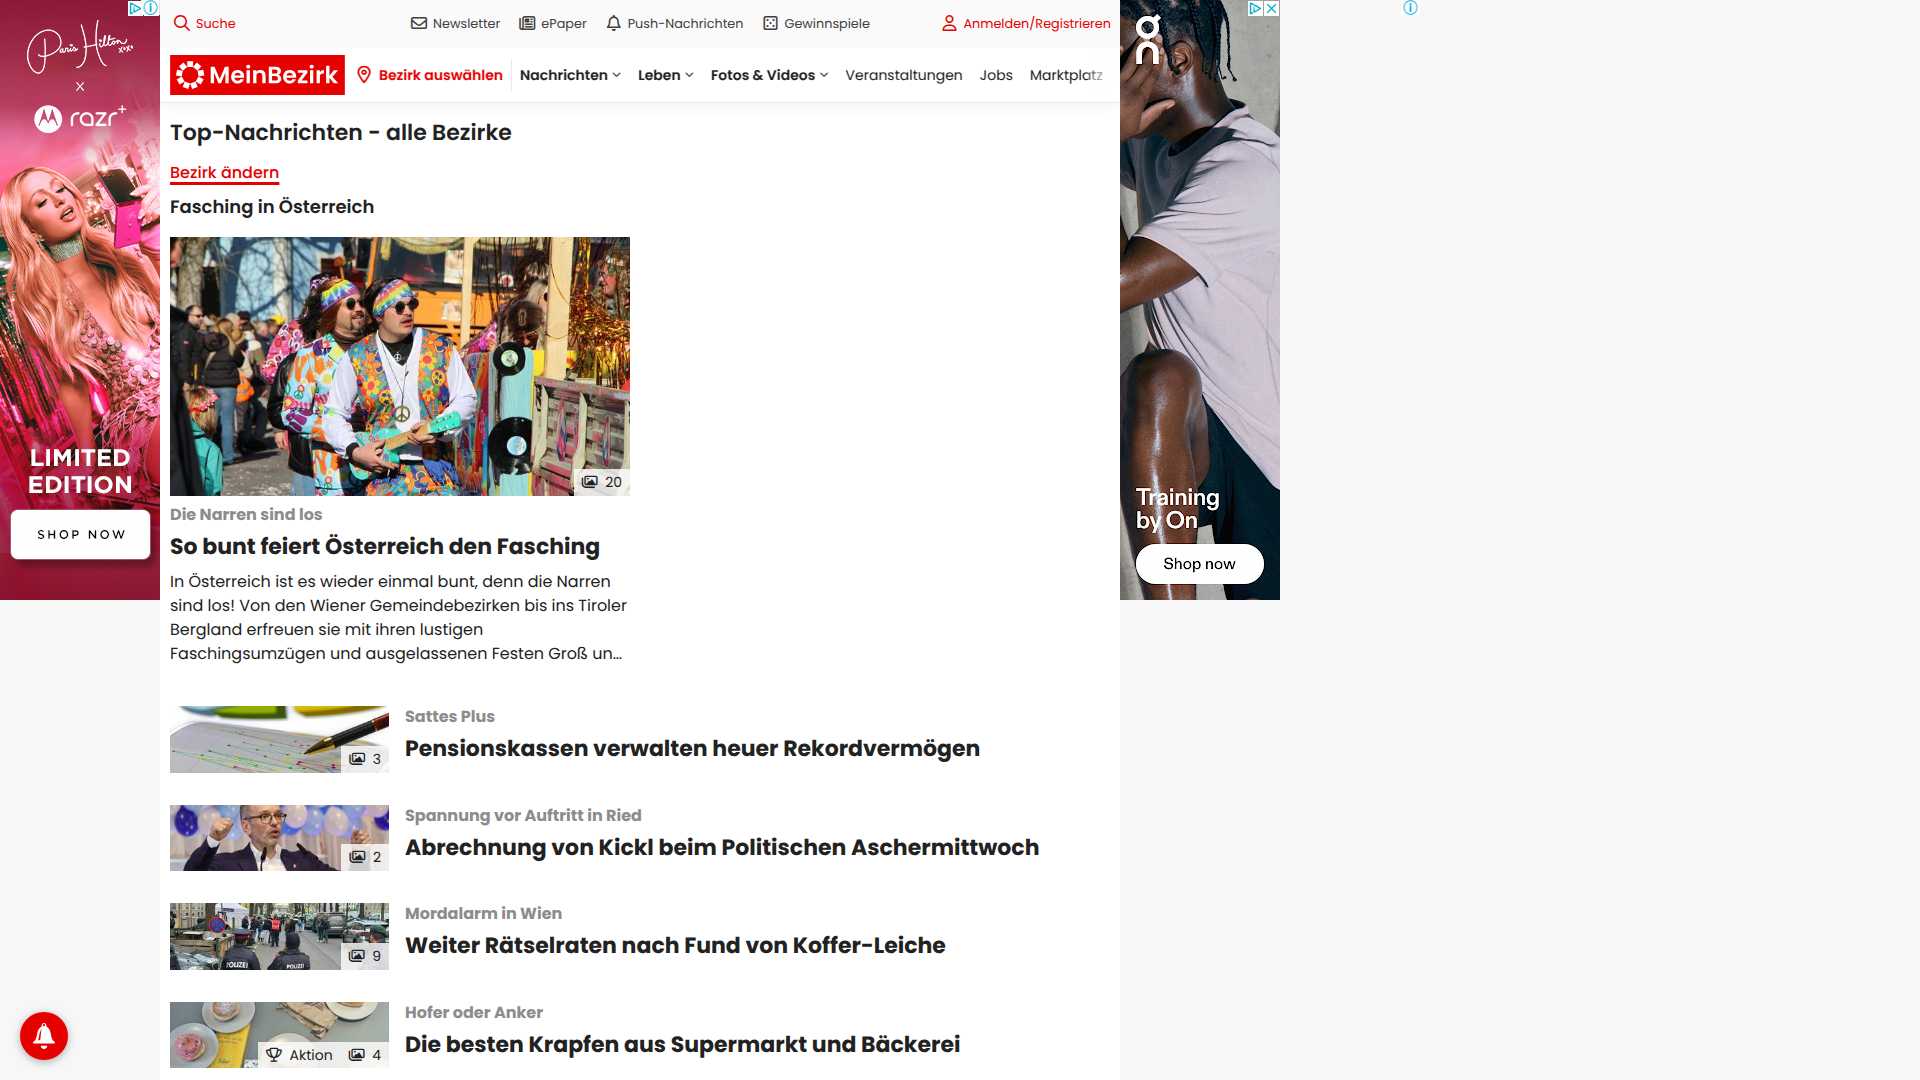 Suche
Newsletter
ePaper
Push-Nachrichten
Gewinnspiele
Anmelden/Registrieren
MeinBezirk
Bezirk auswählen
Nachrichten
Leben
Fotos & Videos
Veranstaltungen
Jobs
Marktplatz
Top-Nachrichten - alle Bezirke
Bezirk ändern
Fasching in Österreich
20
Die Narren sind los
So bunt feiert Österreich den Fasching
In Österreich ist es wieder einmal bunt, denn die Narren
sind los! Von den Wiener Gemeindebezirken bis ins Tiroler
Bergland erfreuen sie mit ihren lustigen
Faschingsumzügen und ausgelassenen Festen Groß un...
3
Sattes Plus
Pensionskassen verwalten heuer Rekordvermögen
2
Spannung vor Auftritt in Ried
Abrechnung von Kickl beim Politischen Aschermittwoch
POLIZEI
POLIZEI
9
Mordalarm in Wien
Weiter Rätselraten nach Fund von Koffer-Leiche
Aktion
4
Hofer oder Anker
Die besten Krapfen aus Supermarkt und Bäckerei
Paris Hilton
xoxo
x
razr+
LIMITED
EDITION
SHOP NOW
on
Training
by On
Shop now